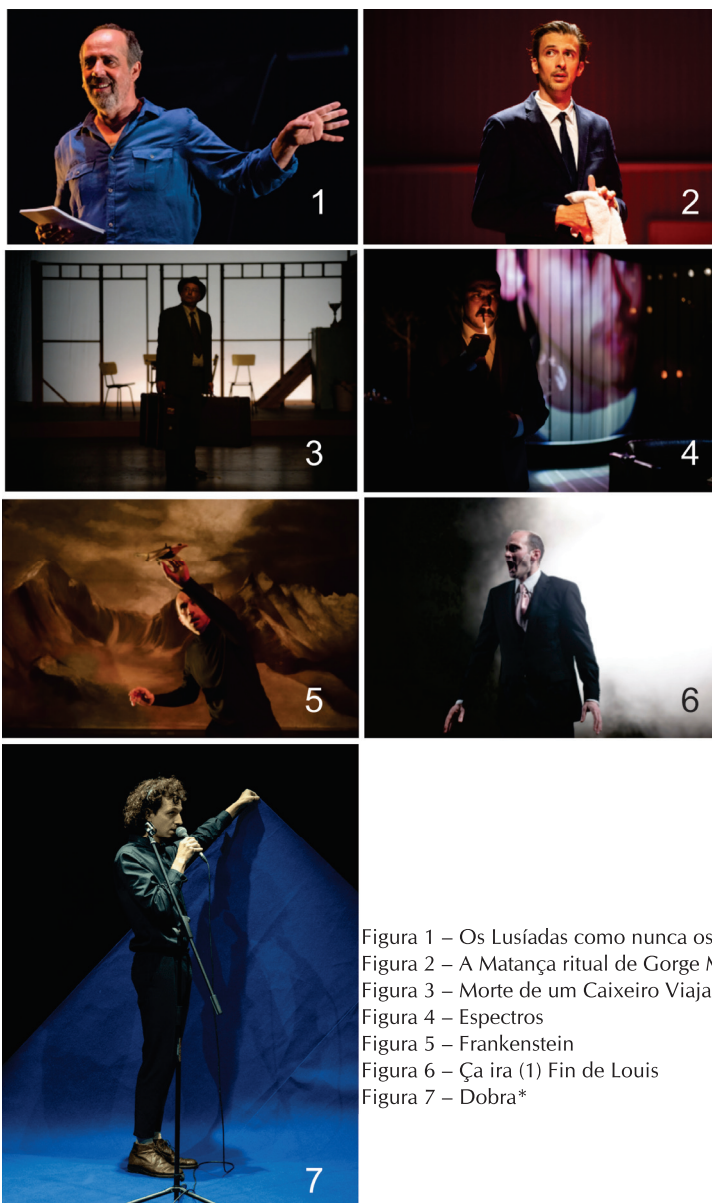 1
2
3
4
5
6
7
Figura 1 – Os Lusíadas como nunca os
Figura 2 – A Matança ritual de Gorge
Figura 3 – Morte de um Caixeiro
Figura 4 – Espectros
Figura 5 – Frankenstein
Figura 6 – Ça ira (1) Fin de Louis
Figura 7 – Dobra*